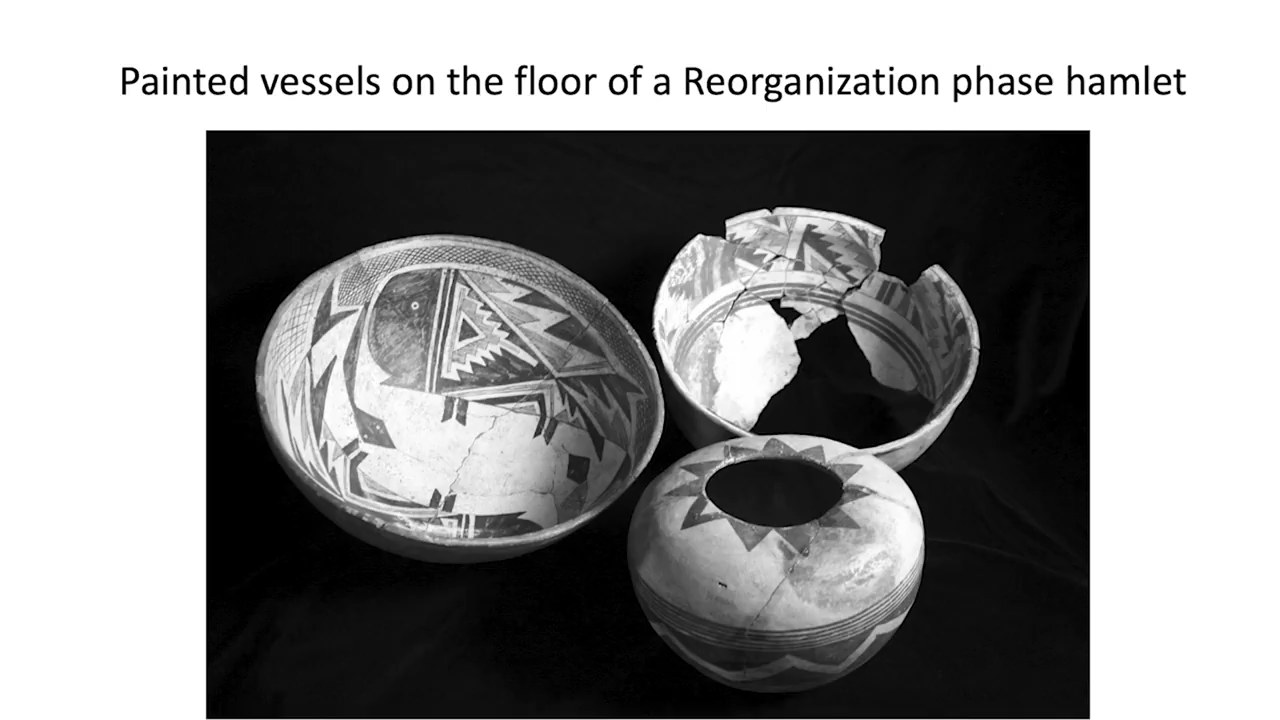 Painted vessels on the floor of a Reorganization phase hamlet